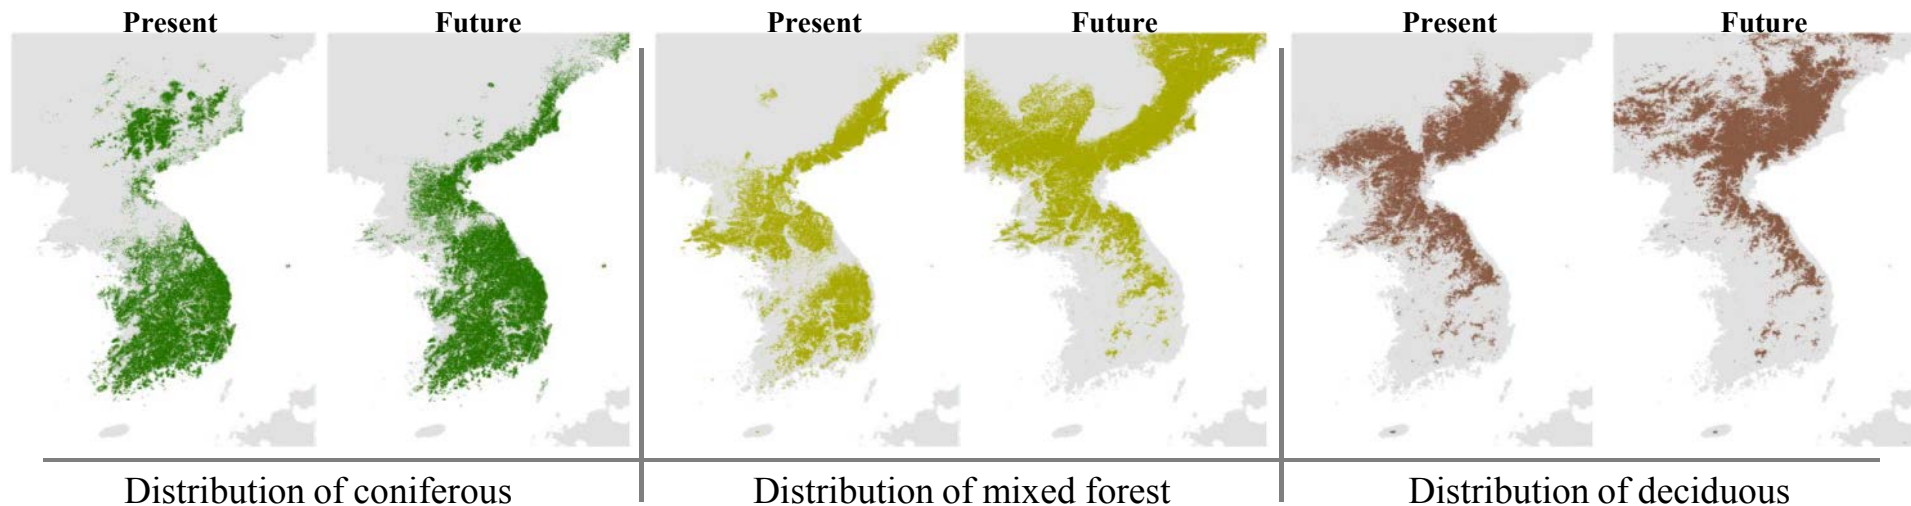 Present Future Present Future Present Future
Distribution of coniferous Distribution of mixed forest Distribution of deciduous